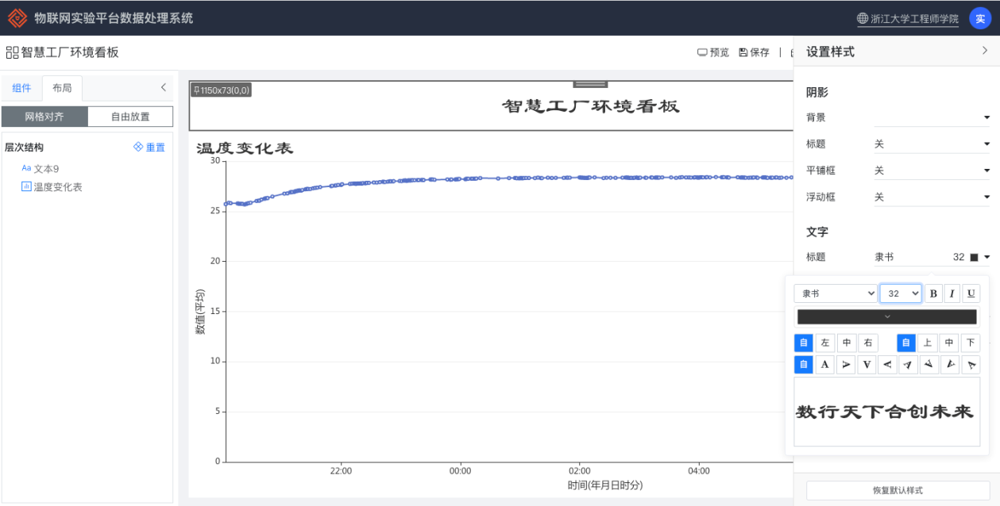 物联网实验平台数据处理系统
浙江大学工程师学院
实
智慧工厂环境看板
预览 保存
设置样式
组件 布局
网格对齐 自由放置
层次结构 重置
Aa 文本9
温度变化表
1150x73(0,0)
智慧工厂环境看板
温度变化表
30
25
20
15
10
5
0
数值(平均)
22:00 00:00 02:00 04:00
时间(年月日时分)
阴影
背景
标题 关
平铺框 关
浮动框 关
文字
标题 隶书 32
隶书 32 B I U
自 左 中 右 自 上 中 下
自 A A V A A A A A
数行天下合创未来
恢复默认样式